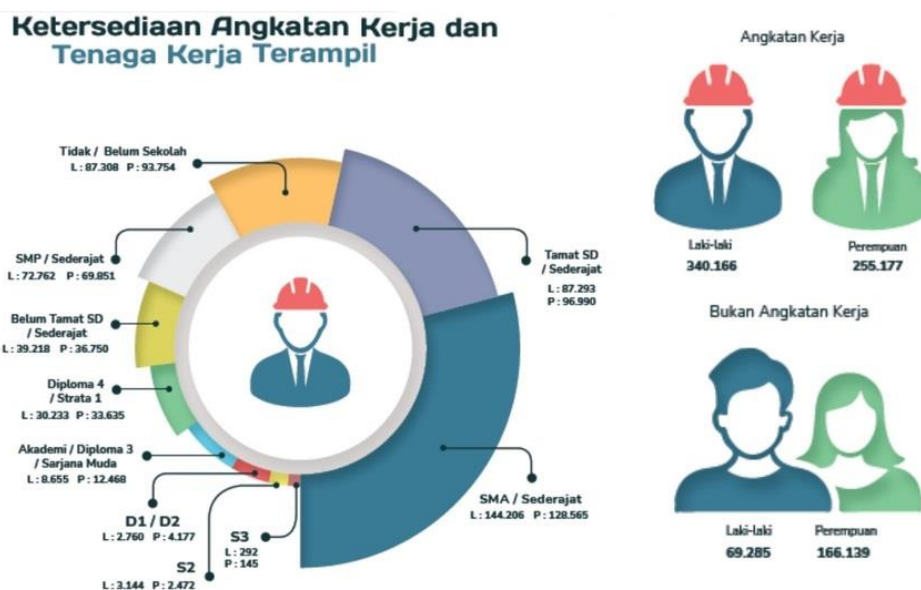 Ketersediaan Angkatan Kerja dan
Tenaga Kerja Terampil
Tidak / Belum Sekolah
L : 87.308 P : 93.754
SMP / Sederajat
L : 72.762 P : 69.851
Belum Tamat SD
/ Sederajat
L : 39.218 P : 36.750
Diploma 4
/ Strata 1
L : 30.233 P : 33.635
Akademi / Diploma 3
/ Sarjana Muda
L : 8.655 P : 12.468
D1 / D2
L : 2.760 P : 4.177
S2
L : 3.144 P : 2.472
S3
L : 292
P : 145
SMA / Sederajat
L : 144.206 P : 128.565
Tamat SD
/ Sederajat
L : 87.293
P : 96.990
Angkatan Kerja
Laki-laki
340.166
Perempuan
255.177
Bukan Angkatan Kerja
Laki-laki
69.285
Perempuan
166.139